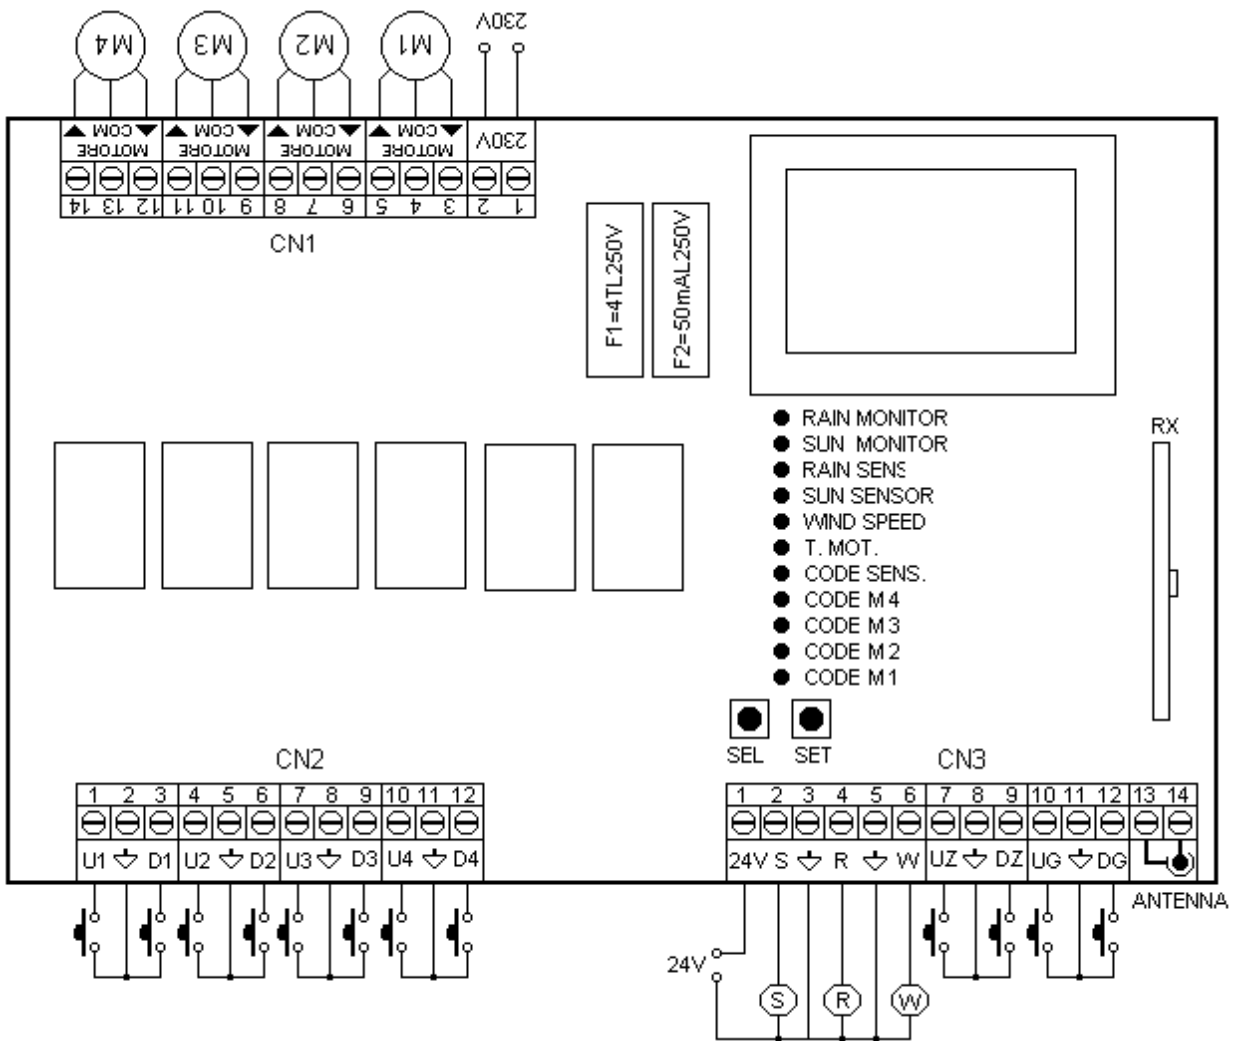 M4 M3 M2 M1 230V
COM COM COM COM
MOTORE MOTORE MOTORE MOTORE 230V
14 13 12 11 10 9 8 7 6 5 4 3 2 1
CN1
F1=4TL250V
F2=50mAL250V
RAIN MONITOR
SUN MONITOR
RAIN SENS
SUN SENSOR
WIND SPEED
T. MOT.
CODE SENS.
CODE M4
CODE M3
CODE M2
CODE M1
RX
SEL SET
CN2
1 2 3 4 5 6 7 8 9 10 11 12
U1 D1 U2 D2 U3 D3 U4 D4
CN3
1 2 3 4 5 6 7 8 9 10 11 12 13 14
24V S R W UZ DZ UG DG
ANTENNA
24V
S R W